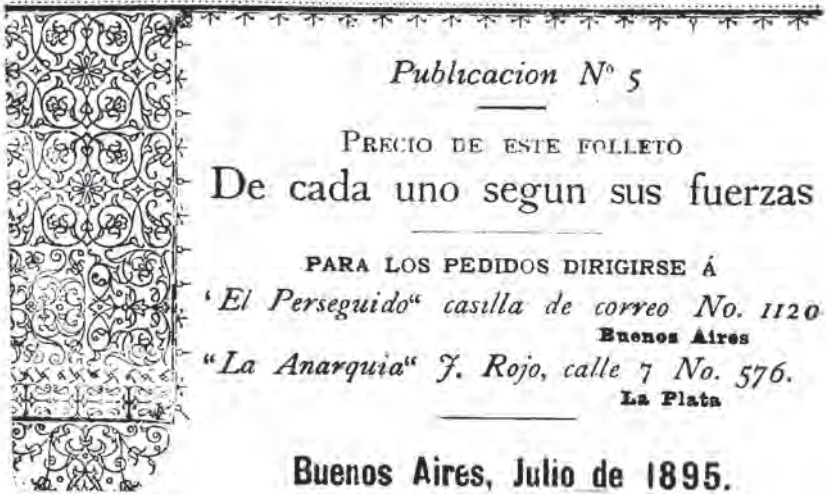 Publicacion Nº 5
PRECIO DE ESTE FOLLETO
De cada uno segun sus fuerzas
PARA LOS PEDIDOS DIRIGIRSE Á
‘El Perseguido“ casilla de correo No. 1120
Buenos Aires
“La Anarquia“ J. Rojo, calle 7 No. 576.
La Plata
Buenos Aires, Julio de 1895.